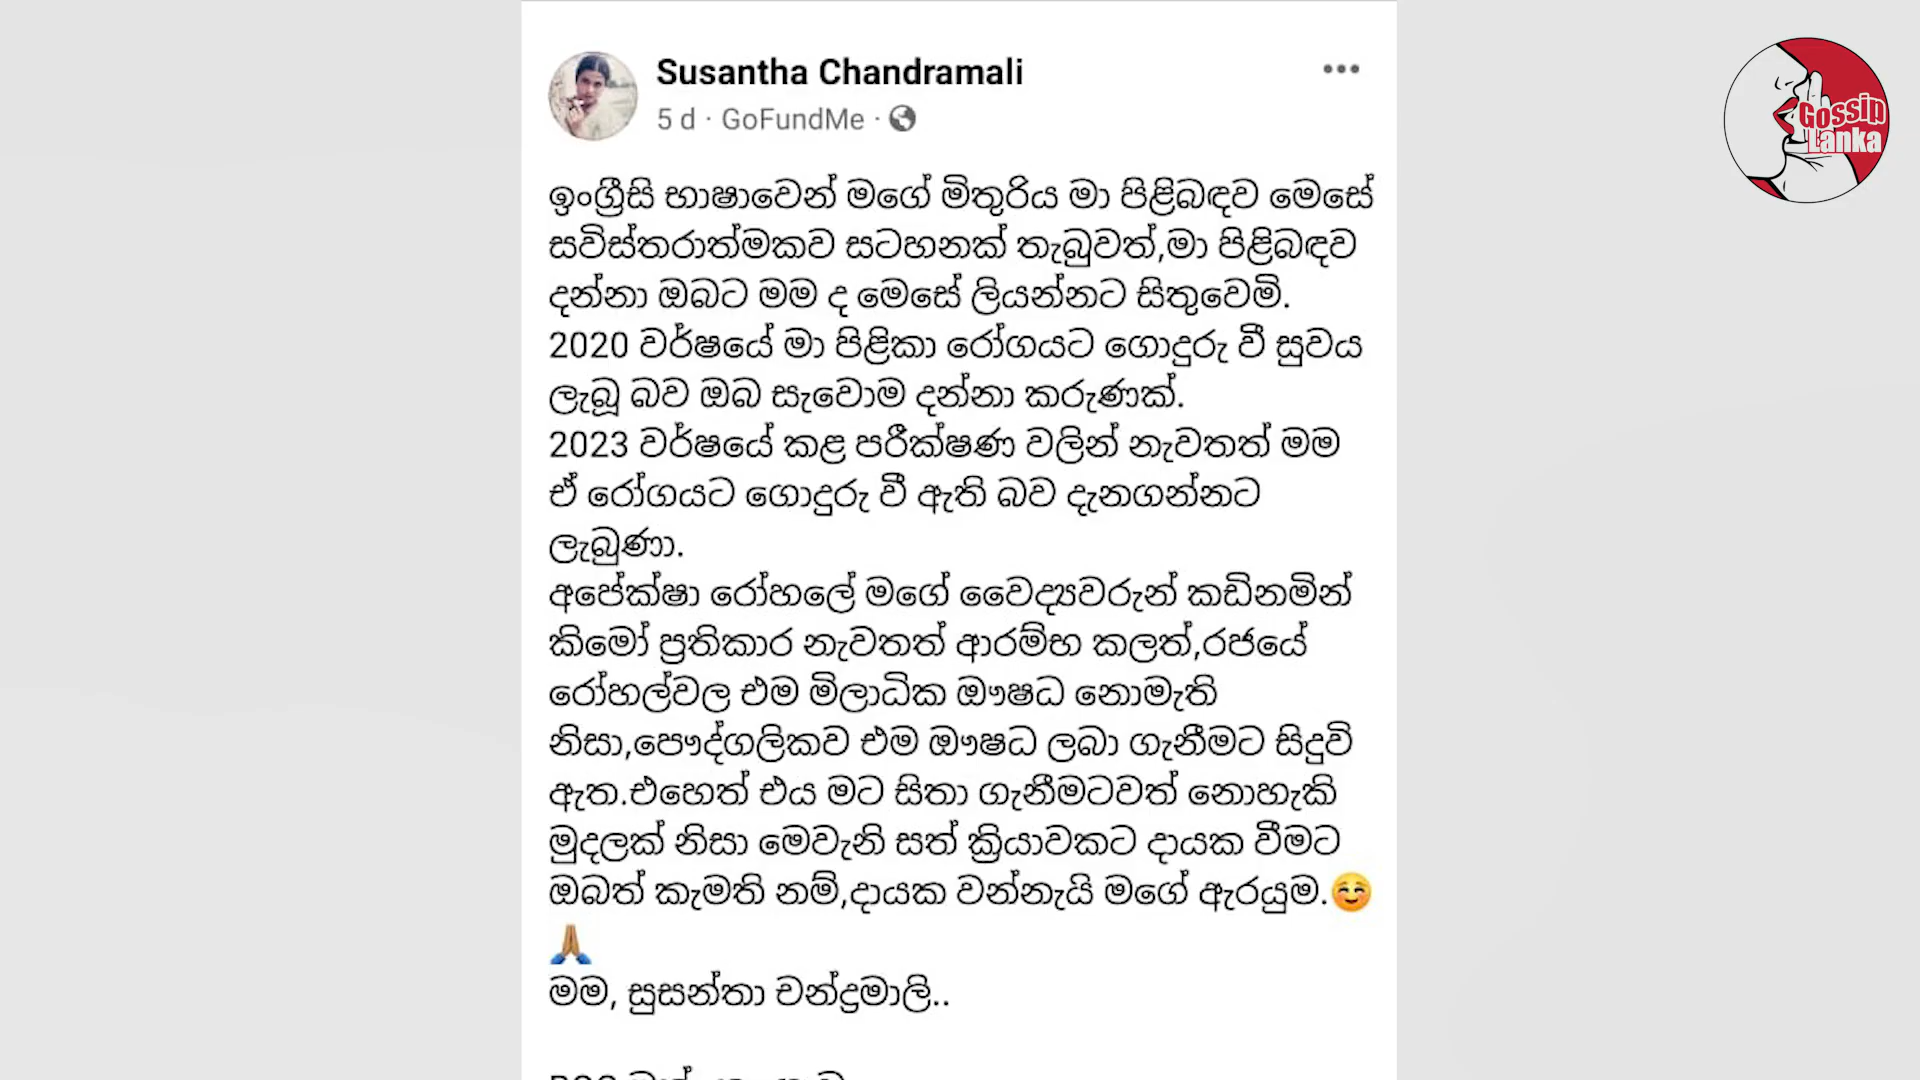 Susantha Chandramali
5 d · GoFundMe ·
Gossip
Lanka
ඉංග්‍රීසි භාෂාවෙන් මගේ මිතුරිය මා පිළිබඳව මෙසේ
සවිස්තරාත්මකව සටහනක් තැබුවත්,මා පිළිබඳව
දන්නා ඔබට මම ද මෙසේ ලියන්නට සිතුවෙමි.
2020 වර්ෂයේ මා පිළිකා රෝගයට ගොදුරු වී සුවය
ලැබූ බව ඔබ සැවොම දන්නා කරුණක්.
2023 වර්ෂයේ කළ පරීක්ෂණ වලින් නැවතත් මම
ඒ රෝගයට ගොදුරු වී ඇති බව දැනගන්නට
ලැබුණා.
අපේක්ෂා රෝහලේ මගේ වෛද්‍යවරුන් කඩිනමින්
කිමෝ ප්‍රතිකාර නැවතත් ආරම්භ කලත්,රජයේ
රෝහල්වල එම මිලාධික ඖෂධ නොමැති
නිසා,පෞද්ගලිකව එම ඖෂධ ලබා ගැනීමට සිදුවි
ඇත.එහෙත් එය මට සිතා ගැනීමටවත් නොහැකි
මුදලක් නිසා මෙවැනි සත් ක්‍රියාවකට දායක වීමට
ඔබත් කැමති නම්,දායක වන්නැයි මගේ ඇරයුම.☺️
🙏🏾
මම, සුසන්තා චන්ද්‍රමාලි..